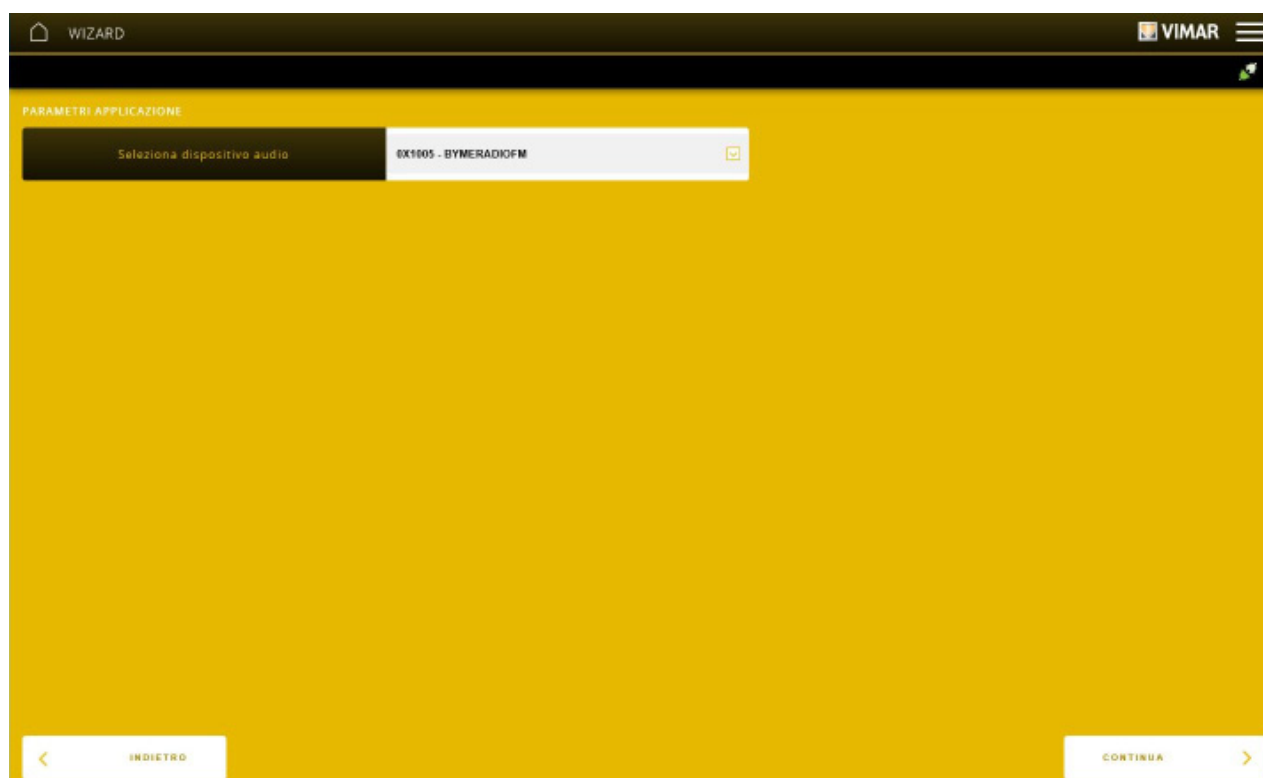 WIZARD
VIMAR
PARAMETRI APPLICAZIONE
Seleziona dispositivo audio
0X1005 - BYMERADIOFM
INDIETRO
CONTINUA